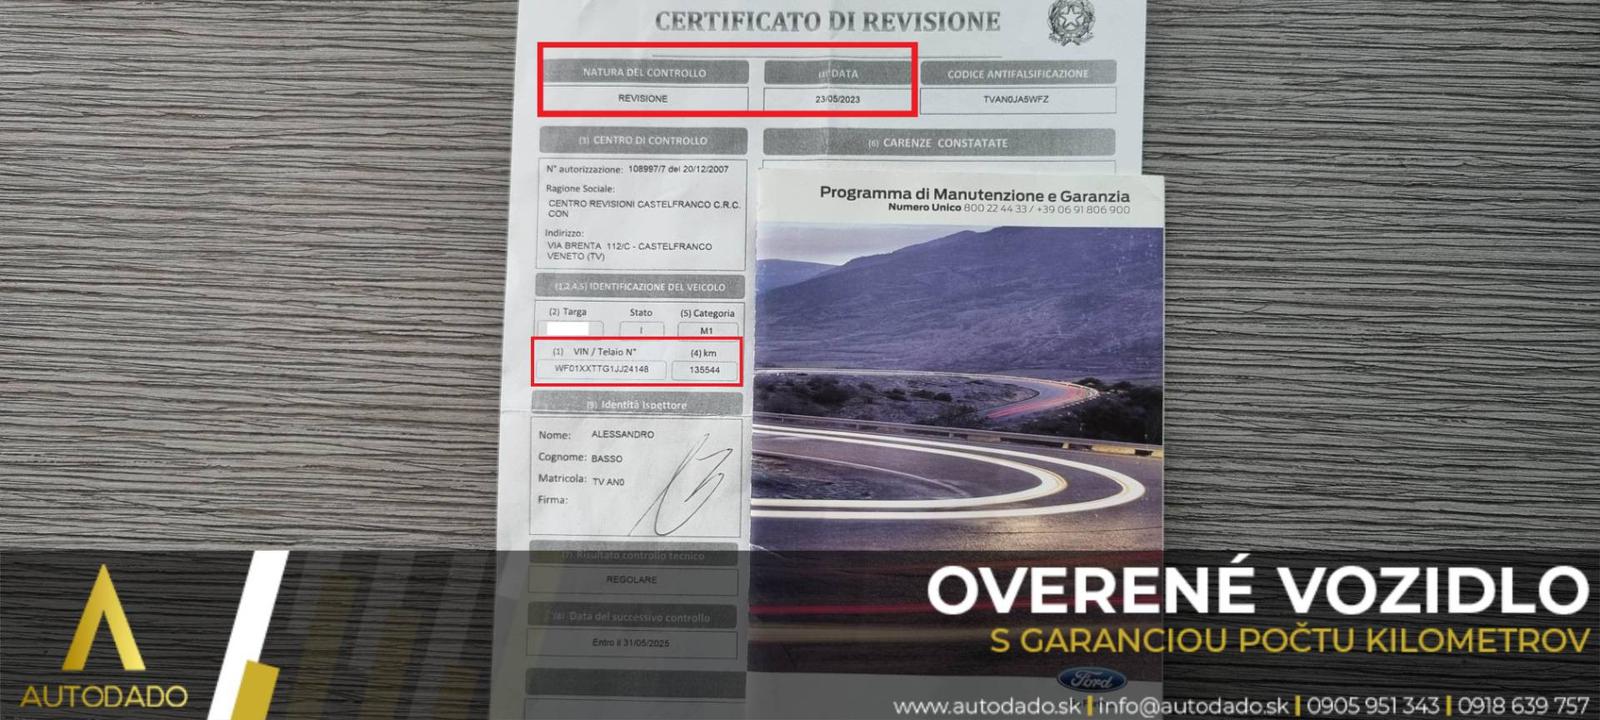 CERTIFICATO DI REVISIONE
NATURA DEL CONTROLLO
REVISIONE
DATA
23/05/2023
CODICE ANTIFALSIFICAZIONE
TVAN0JA5WFZ
(3) CENTRO DI CONTROLLO
N° autorizzazione: 108997/7 del 20/12/2007
Ragione Sociale:
CENTRO REVISIONI CASTELFRANCO C.R.C.
CON
Indirizzo:
VIA BRENTA 112/C - CASTELFRANCO
VENETO (TV)
(6) CARENZE CONSTATATE
(1,2,4,5) IDENTIFICAZIONE DEL VEICOLO
(2) Targa Stato (5) Categoria
I M1
(1) VIN / Telaio N° (4) km
WF01XXTTG1JJ24148 135544
(9) Identità Ispettore
Nome: ALESSANDRO
Cognome: BASSO
Matricola: TV AN0
Firma:
(7) Risultato controllo tecnico
REGOLARE
(8) Data del successivo controllo
Entro il 31/05/2025
Programma di Manutenzione e Garanzia
Numero Unico 800 22 44 33 / +39 06 91 806 900
Ford
AUTODADO
OVERENÉ VOZIDLO
S GARANCIOU POČTU KILOMETROV
www.autodado.sk | info@autodado.sk | 0905 951 343 | 0918 639 757